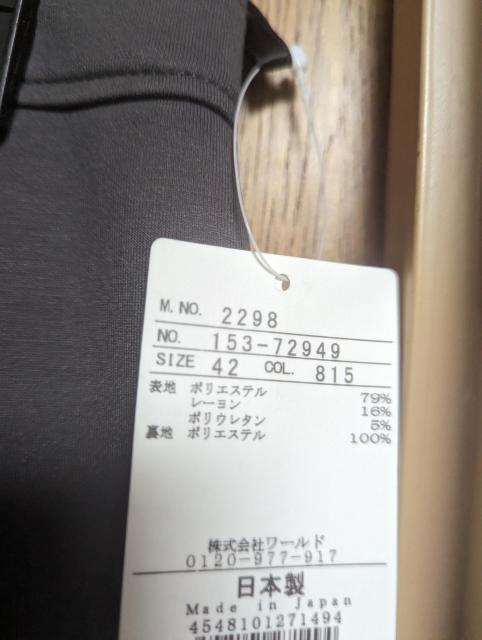 M.NO. 2298
NO. 153-72949
SIZE 42 COL. 815
表地 ポリエステル 79%
レーヨン 16%
ポリウレタン 5%
裏地 ポリエステル 100%
株式会社ワールド
0120-977-917
日本製
Made in Japan
4548101271494